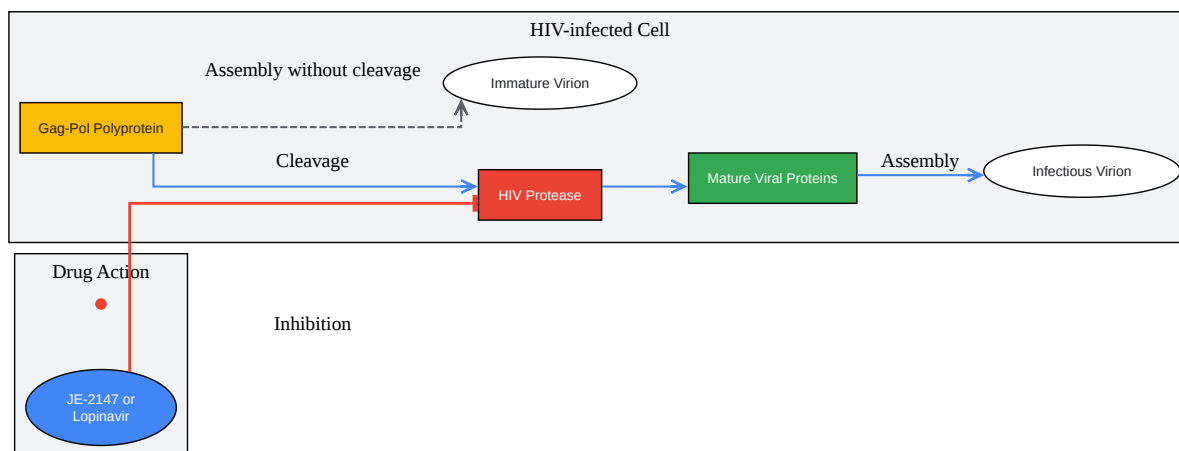 HIV-infected Cell
Assembly without cleavage
Immature Virion
Gag-Pol Polyprotein
Cleavage
HIV Protease
Mature Viral Proteins
Assembly
Infectious Virion
Drug Action
Inhibition
JE-2147 or
Lopinavir